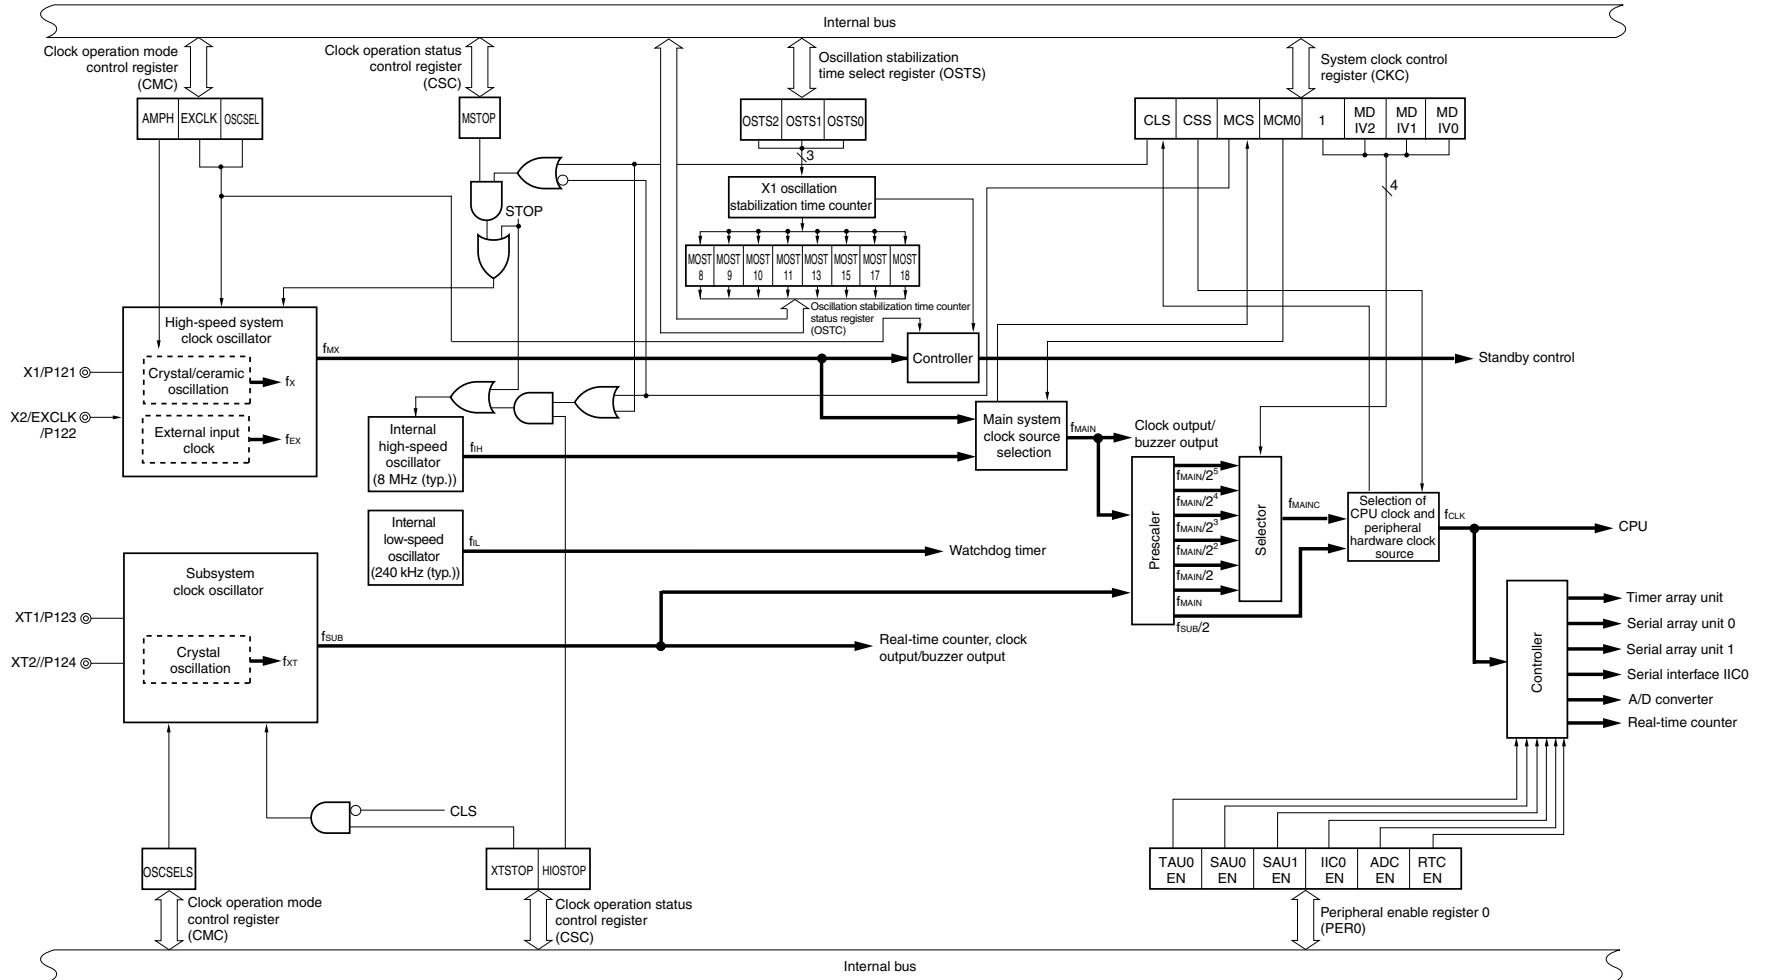 Internal bus
Clock operation mode
control register
(CMC)
Clock operation status
control register
(CSC)
Oscillation stabilization
time select register (OSTS)
System clock control
register (CKC)
AMPH EXCLK OSCSEL
MSTOP
OSTS2 OSTS1 OSTS0
CLS CSS MCS MCM0 1 MD IV2 MD IV1 MD IV0
3
4
X1 oscillation
stabilization time counter
STOP
MOST 8 MOST 9 MOST 10 MOST 11 MOST 13 MOST 15 MOST 17 MOST 18
Oscillation stabilization time counter
status register
(OSTC)
High-speed system
clock oscillator
fMX
Controller
Standby control
X1/P121
Crystal/ceramic
oscillation
fX
X2/EXCLK
/P122
External input
clock
fEX
Internal
high-speed
oscillator
(8 MHz (typ.))
fIH
Main system
clock source
selection
fMAIN
Clock output/
buzzer output
Prescaler
fMAIN/2⁵
fMAIN/2⁴
fMAIN/2³
fMAIN/2²
fMAIN/2
fMAIN
fSUB/2
Selector
fMAINC
Selection of
CPU clock and
peripheral
hardware clock
source
fCLK
CPU
Internal
low-speed
oscillator
(240 kHz (typ.))
fIL
Watchdog timer
Subsystem
clock oscillator
XT1/P123
XT2//P124
Crystal
oscillation
fXT
fSUB
Real-time counter, clock
output/buzzer output
Controller
Timer array unit
Serial array unit 0
Serial array unit 1
Serial interface IIC0
A/D converter
Real-time counter
CLS
OSCSELS
XTSTOP HIOSTOP
TAU0 EN SAU0 EN SAU1 EN IIC0 EN ADC EN RTC EN
Clock operation mode
control register
(CMC)
Clock operation status
control register
(CSC)
Peripheral enable register 0
(PER0)
Internal bus